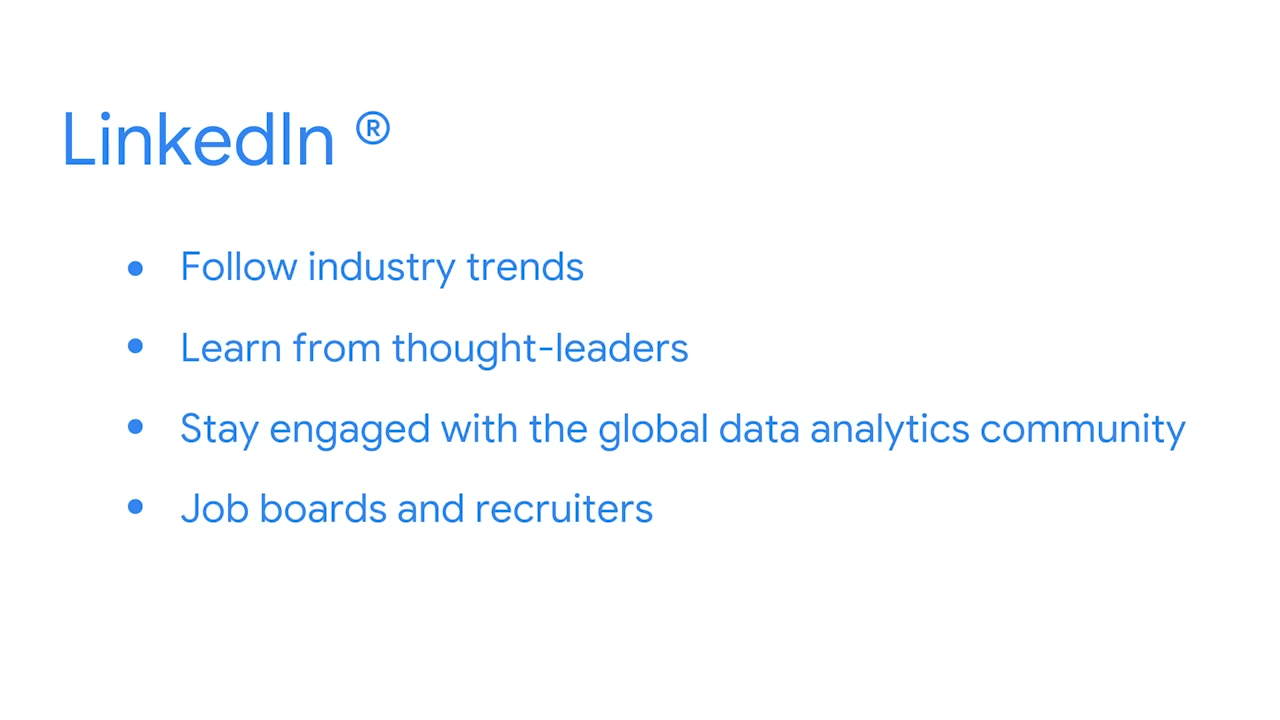 LinkedIn ®
• Follow industry trends
• Learn from thought-leaders
• Stay engaged with the global data analytics community
• Job boards and recruiters